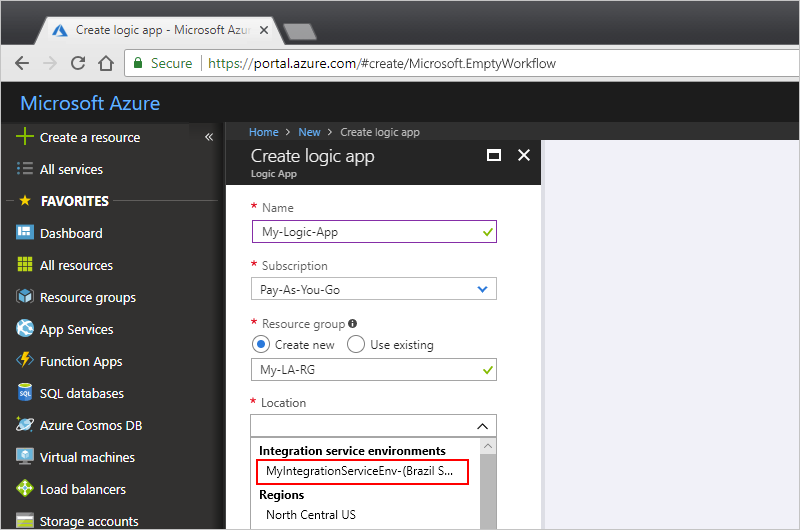 Create logic app - Microsoft Azu
Secure
https://portal.azure.com/#create/Microsoft.EmptyWorkflow
Microsoft Azure
Create a resource
«
All services
FAVORITES
Dashboard
All resources
Resource groups
App Services
Function Apps
SQL
SQL databases
Azure Cosmos DB
Virtual machines
Load balancers
Storage accounts
Home > New > Create logic app
Create logic app
Logic App
* Name
My-Logic-App
* Subscription
Pay-As-You-Go
* Resource group
Create new
Use existing
My-LA-RG
* Location
Integration service environments
MyIntegrationServiceEnv-(Brazil S...
Regions
North Central US